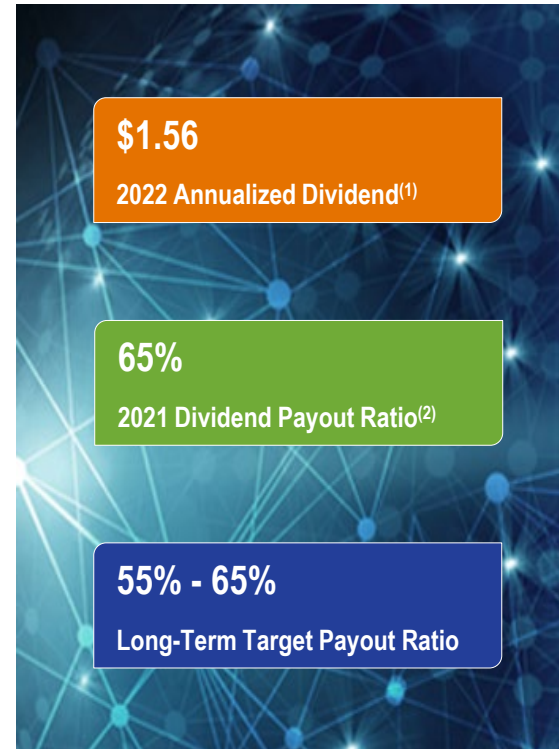 $1.56
2022 Annualized Dividend(1)
65%
2021 Dividend Payout Ratio(2)
55% - 65%
Long-Term Target Payout Ratio